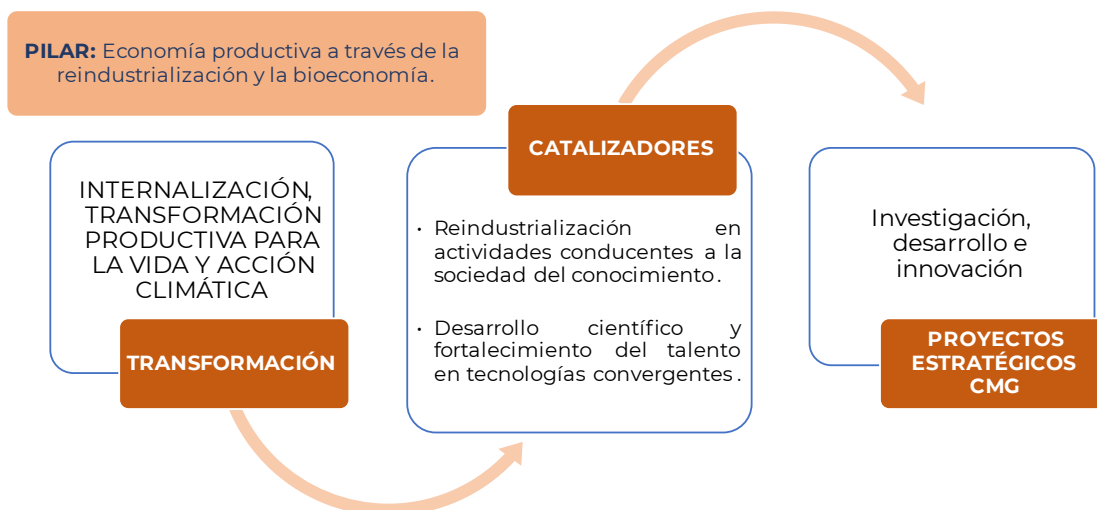 PILAR: Economía productiva a través de la
reindustrialización y la bioeconomía.
INTERNALIZACIÓN,
TRANSFORMACIÓN
PRODUCTIVA PARA
LA VIDA Y ACCIÓN
CLIMÁTICA
TRANSFORMACIÓN
CATALIZADORES
· Reindustrialización en
actividades conducentes a la
sociedad del conocimiento.
· Desarrollo científico y
fortalecimiento del talento
en tecnologías convergentes.
Investigación,
desarrollo e
innovación
PROYECTOS
ESTRATÉGICOS
CMG